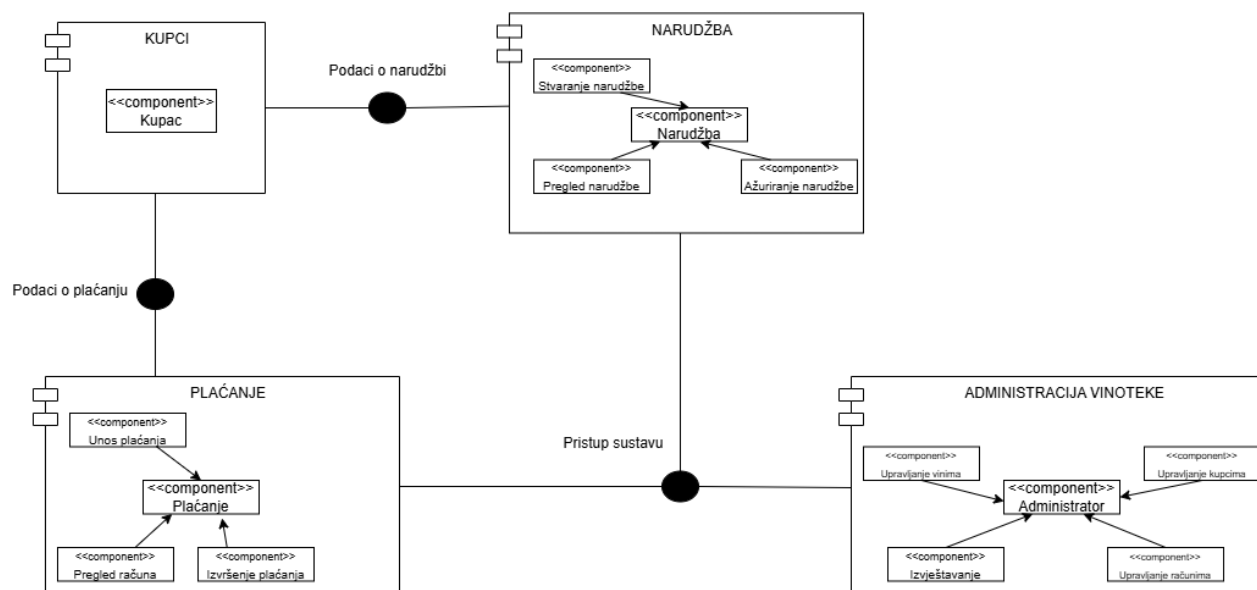 KUPCI
<<component>>
Kupac
Podaci o narudžbi
NARUDŽBA
<<component>>
Stvaranje narudžbe
<<component>>
Narudžba
<<component>>
Pregled narudžbe
<<component>>
Ažuriranje narudžbe
Podaci o plaćanju
PLAĆANJE
<<component>>
Unos plaćanja
<<component>>
Plaćanje
<<component>>
Pregled računa
<<component>>
Izvršenje plaćanja
Pristup sustavu
ADMINISTRACIJA VINOTEKE
<<component>>
Upravljanje vinima
<<component>>
Upravljanje kupcima
<<component>>
Administrator
<<component>>
Izvještavanje
<<component>>
Upravljanje računima